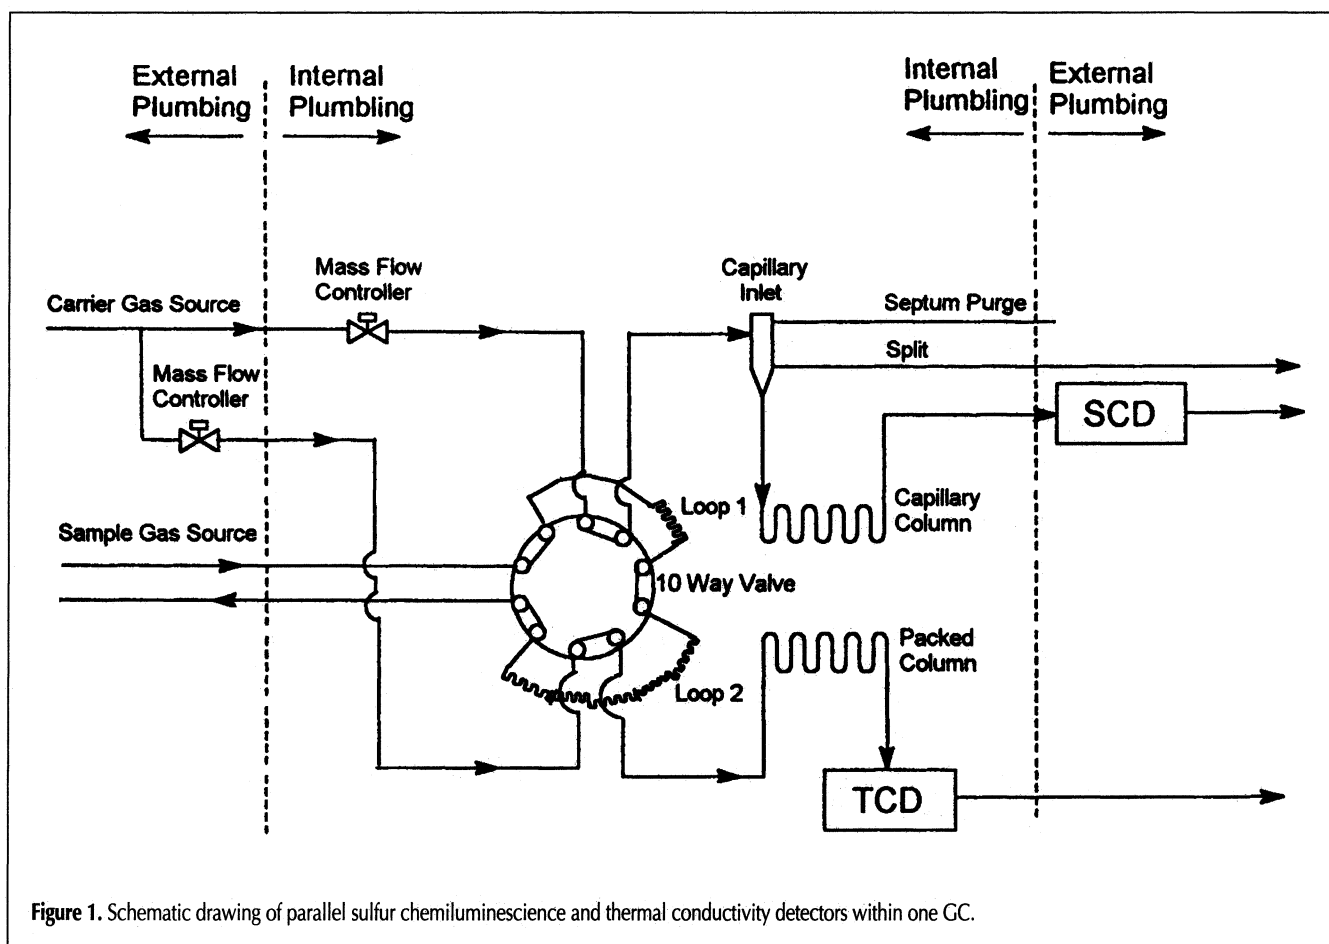 External
Plumbing
Internal
Plumbling
Internal
Plumbling
External
Plumbing
Carrier Gas Source
Mass Flow
Controller
Capillary
Inlet
Septum Purge
Split
Mass Flow
Controller
SCD
Loop 1
Capillary
Column
Sample Gas Source
10 Way Valve
Packed
Column
Loop 2
TCD
Figure 1. Schematic drawing of parallel sulfur chemiluminescience and thermal conductivity detectors within one GC.